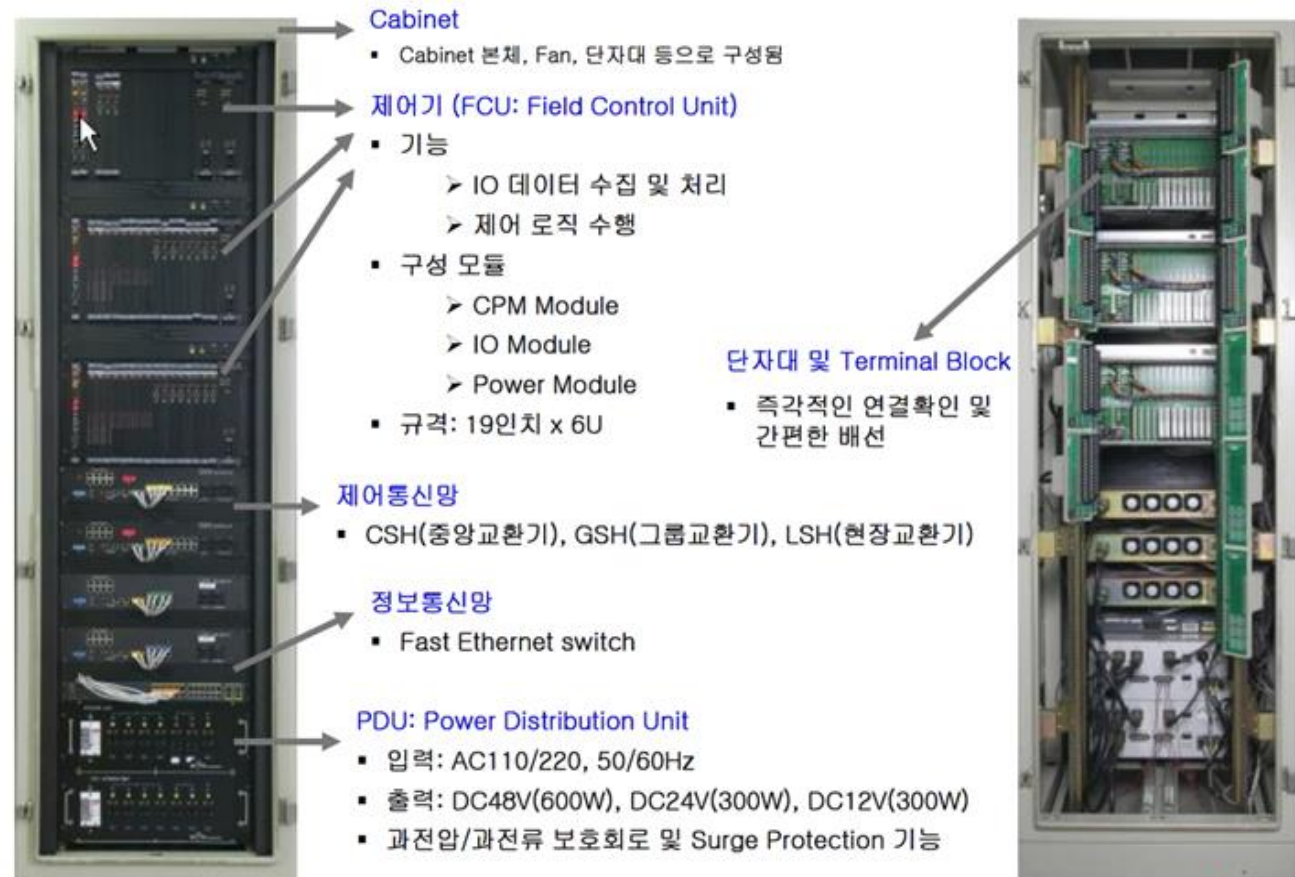 Cabinet
▪ Cabinet 본체, Fan, 단자대 등으로 구성됨
제어기 (FCU: Field Control Unit)
▪ 기능
➢ IO 데이터 수집 및 처리
➢ 제어 로직 수행
▪ 구성 모듈
➢ CPM Module
➢ IO Module
➢ Power Module
▪ 규격: 19인치 x 6U
단자대 및 Terminal Block
▪ 즉각적인 연결확인 및
간편한 배선
제어통신망
▪ CSH(중앙교환기), GSH(그룹교환기), LSH(현장교환기)
정보통신망
▪ Fast Ethernet switch
PDU: Power Distribution Unit
▪ 입력: AC110/220, 50/60Hz
▪ 출력: DC48V(600W), DC24V(300W), DC12V(300W)
▪ 과전압/과전류 보호회로 및 Surge Protection 기능